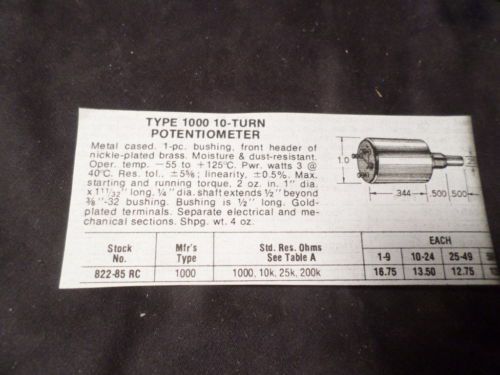 TYPE 1000 10-TURN
POTENTIOMETER
Metal cased. 1-pc. bushing, front header of
nickle-plated brass. Moisture & dust-resistant.
Oper. temp. −55 to +125°C. Pwr. watts 3 @
40°C. Res. tol., ±5%; linearity, ±0.5%. Max.
starting and running torque, 2 oz. in. 1" dia.
x 1 11/32" long, ¼" dia. shaft extends ½" beyond
⅜"-32 bushing. Bushing is ½" long. Gold-
plated terminals. Separate electrical and me-
chanical sections. Shpg. wt. 4 oz.
1.0
.344 .500 .500
Stock No. Mfr's Type Std. Res. Ohms See Table A EACH
1-9 10-24 25-49
822-85 RC 1000 1000, 10k, 25k, 200k 16.75 13.50 12.75